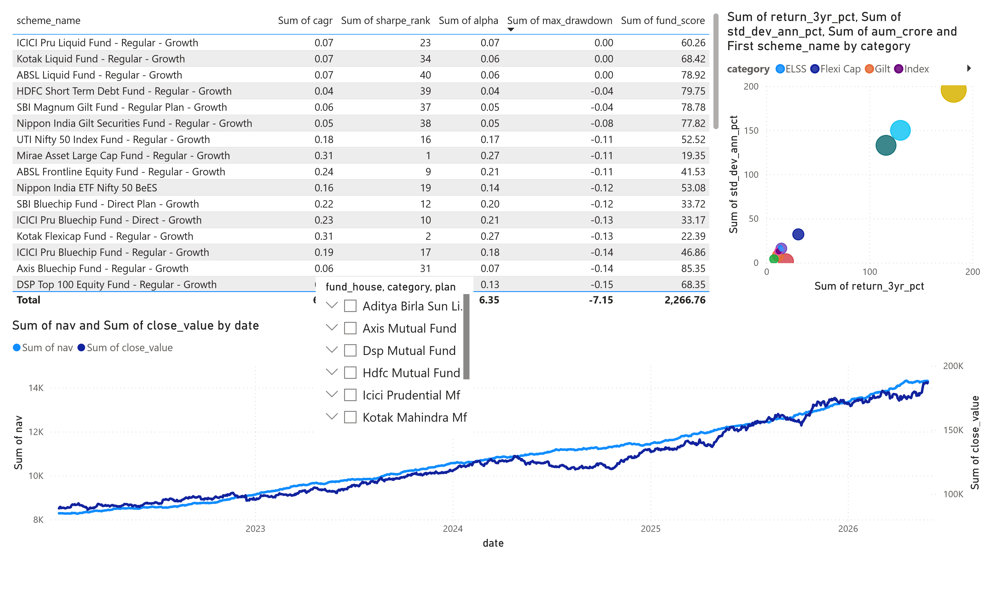 scheme_name Sum of cagr Sum of sharpe_rank Sum of alpha Sum of max_drawdown Sum of fund_score
ICICI Pru Liquid Fund - Regular - Growth 0.07 23 0.07 0.00 60.26
Kotak Liquid Fund - Regular - Growth 0.07 34 0.06 0.00 68.42
ABSL Liquid Fund - Regular - Growth 0.07 40 0.06 0.00 78.92
HDFC Short Term Debt Fund - Regular - Growth 0.04 39 0.04 -0.04 79.75
SBI Magnum Gilt Fund - Regular Plan - Growth 0.06 37 0.05 -0.04 78.78
Nippon India Gilt Securities Fund - Regular - Growth 0.05 38 0.05 -0.08 77.82
UTI Nifty 50 Index Fund - Regular - Growth 0.18 16 0.17 -0.11 52.52
Mirae Asset Large Cap Fund - Regular - Growth 0.31 1 0.27 -0.11 19.35
ABSL Frontline Equity Fund - Regular - Growth 0.24 9 0.21 -0.11 41.53
Nippon India ETF Nifty 50 BeES 0.16 19 0.14 -0.12 53.08
SBI Bluechip Fund - Direct Plan - Growth 0.22 12 0.20 -0.12 33.72
ICICI Pru Bluechip Fund - Direct - Growth 0.23 10 0.21 -0.13 33.17
Kotak Flexicap Fund - Regular - Growth 0.31 2 0.27 -0.13 22.39
ICICI Pru Bluechip Fund - Regular - Growth 0.19 17 0.18 -0.14 46.86
Axis Bluechip Fund - Regular - Growth 0.06 31 0.07 -0.14 85.35
DSP Top 100 Equity Fund - Regular - Growth 0.13 -0.15 68.35
Total 6.35 -7.15 2,266.76
Sum of return_3yr_pct, Sum of
std_dev_ann_pct, Sum of aum_crore and
First scheme_name by category
category ELSS Flexi Cap Gilt Index
200
150
100
50
0
0 100 200
Sum of std_dev_ann_pct
Sum of return_3yr_pct
fund_house, category, plan
Aditya Birla Sun Li.
Axis Mutual Fund
Dsp Mutual Fund
Hdfc Mutual Fund
Icici Prudential Mf
Kotak Mahindra Mf
Sum of nav and Sum of close_value by date
Sum of nav Sum of close_value
14K
12K
10K
8K
Sum of nav
200K
150K
100K
Sum of close_value
2023 2024 2025 2026
date